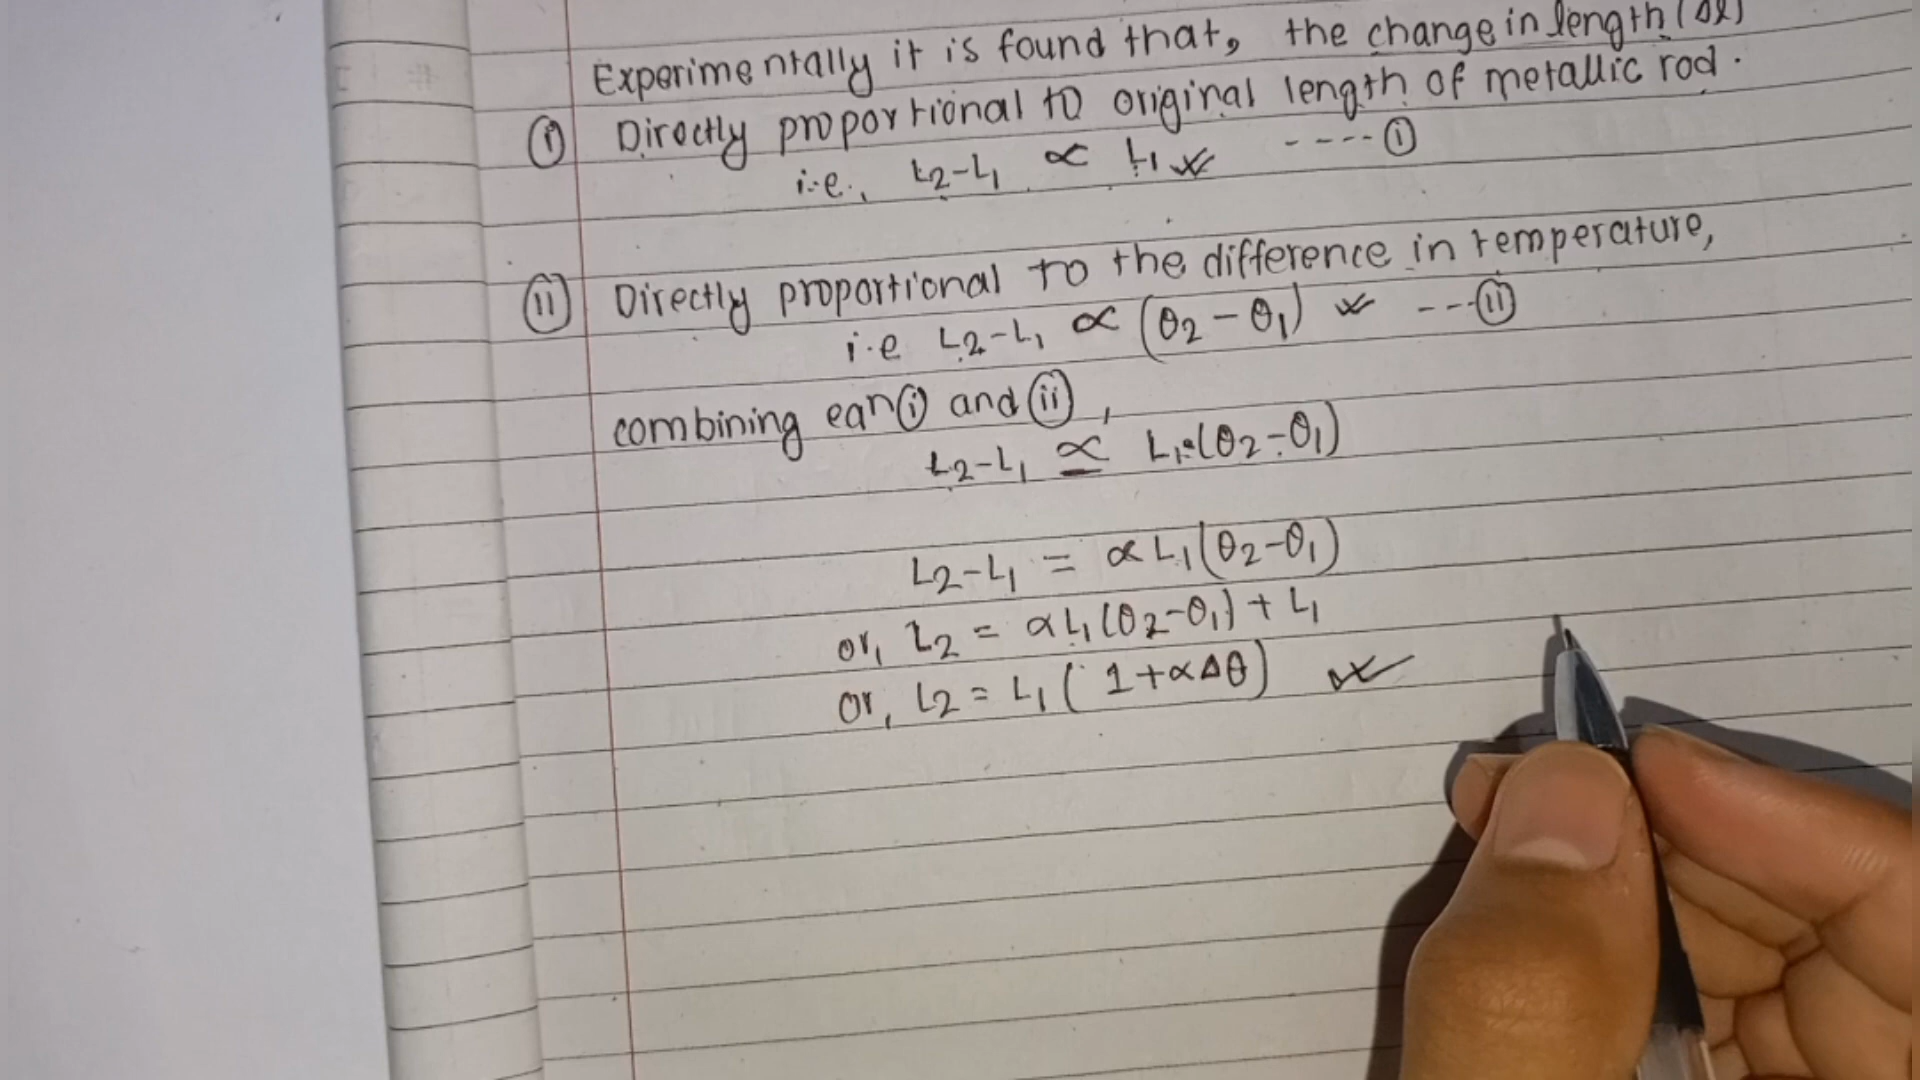 Experimentally it is found that, the change in length (Δl)
(i) Directly proportional to original length of metallic rod.
i.e., L2-L1 ∝ L1 ----(i)
(ii) Directly proportional to the difference in temperature,
i.e L2-L1 ∝ (θ2-θ1) ---(ii)
combining eqn(i) and (ii),
L2-L1 ∝ L1·(θ2-θ1)
L2-L1 = αL1(θ2-θ1)
or, L2 = αL1(θ2-θ1)+L1
or, L2 = L1(1+αΔθ)